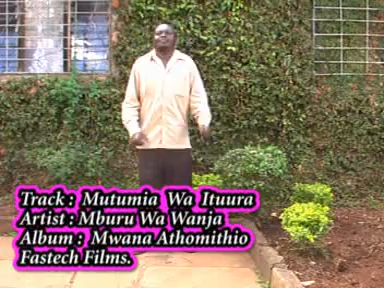 Track : Mutumia Wa Ituura
Artist : Mburu Wa Wanja
Album : Mwana Athomithio
Fastech Films.